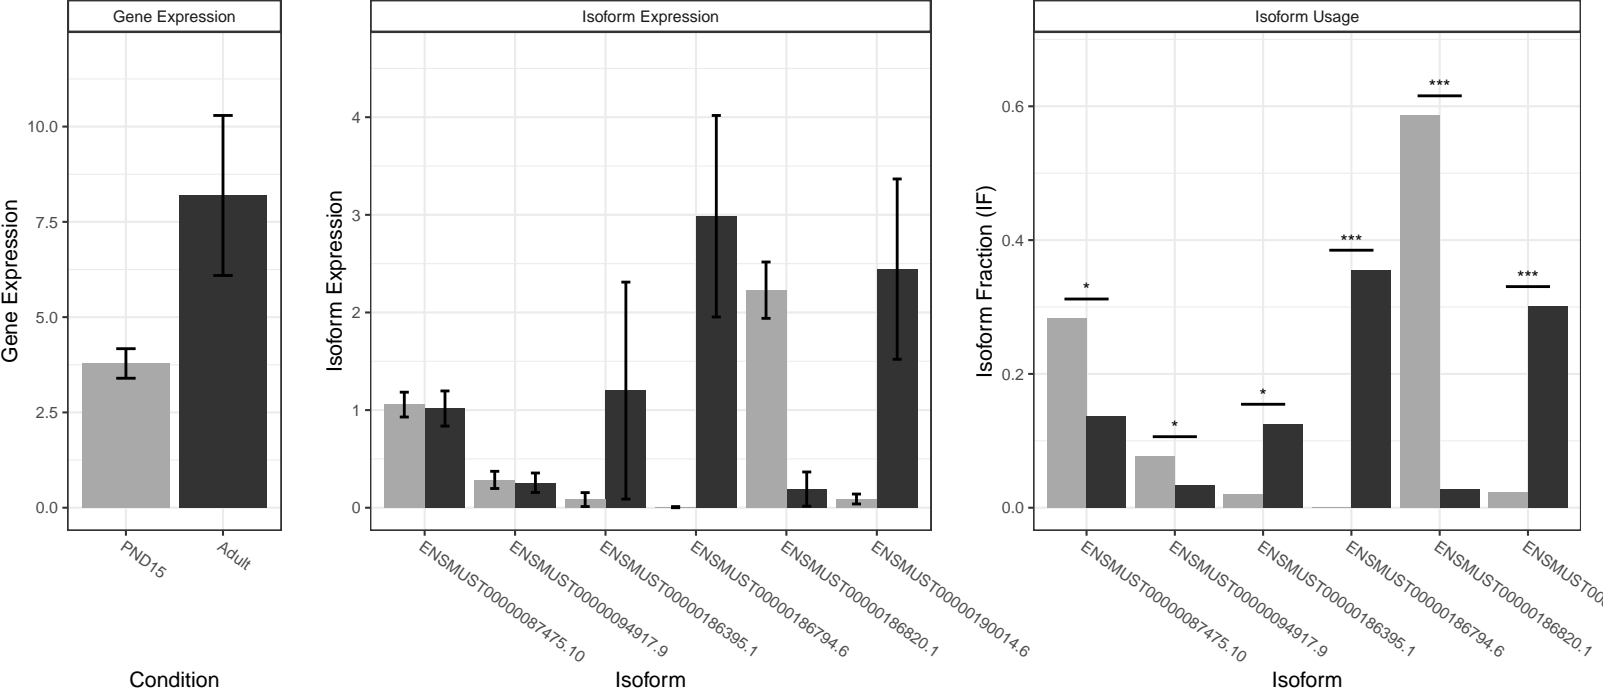 Gene Expression
Isoform Expression
Isoform Usage
Gene Expression
10.0
7.5
5.0
2.5
0.0
PND15
Adult
Condition
Isoform Expression
4
3
2
1
0
ENSMUST00000087475.10
ENSMUST00000094917.9
ENSMUST00000186395.1
ENSMUST00000186794.6
ENSMUST00000186820.1
ENSMUST00000190014.6
Isoform
Isoform Fraction (IF)
0.6
0.4
0.2
0.0
*
*
*
***
***
***
ENSMUST00000087475.10
ENSMUST00000094917.9
ENSMUST00000186395.1
ENSMUST00000186794.6
ENSMUST00000186820.1
Isoform